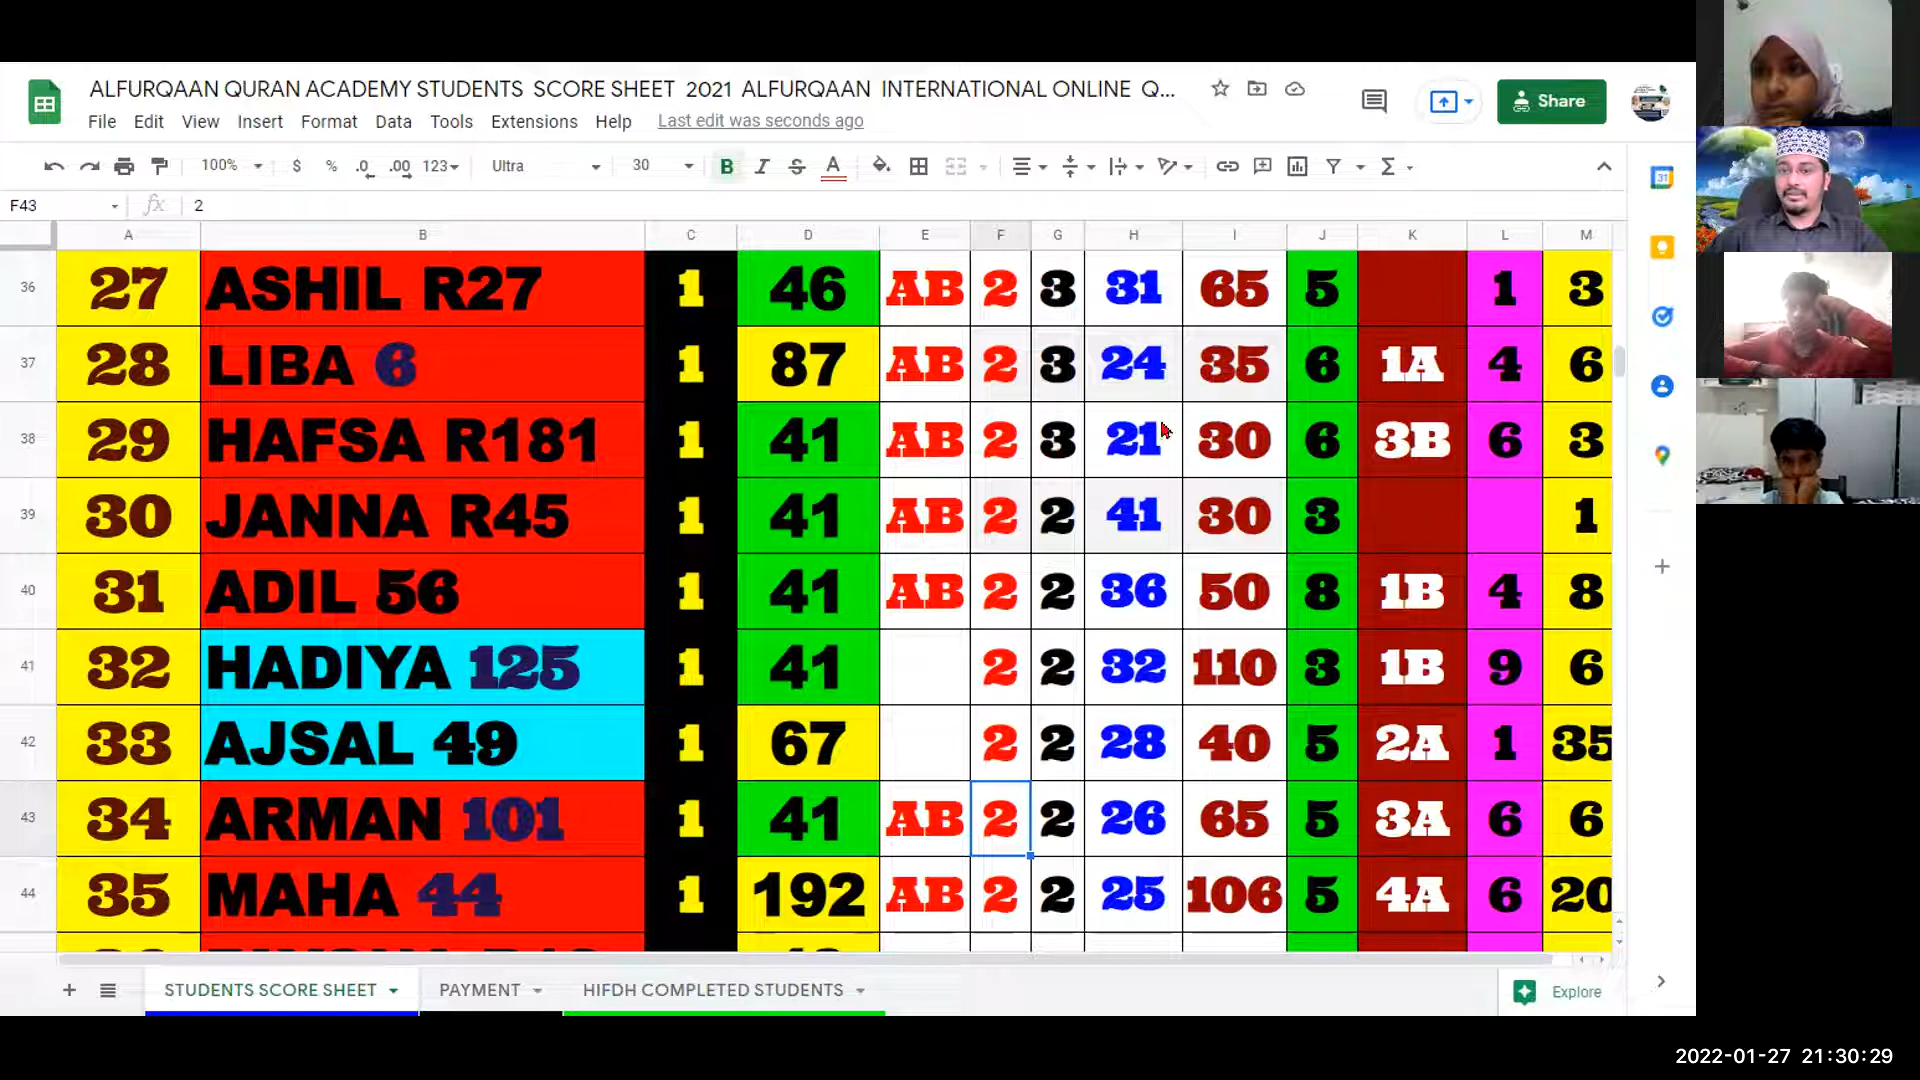 ALFURQAAN QURAN ACADEMY STUDENTS SCORE SHEET 2021 ALFURQAAN INTERNATIONAL ONLINE Q...
Share
File Edit View Insert Format Data Tools Extensions Help Last edit was seconds ago
100% $ % .0 .00 123 Ultra 30 B I S A Σ
F43 fx 2
A B C D E F G H I J K L M
36 27 ASHIL R27 1 46 AB 2 3 31 65 5 1 3
37 28 LIBA 6 1 87 AB 2 3 24 35 6 1A 4 6
38 29 HAFSA R181 1 41 AB 2 3 21 30 6 3B 6 3
39 30 JANNA R45 1 41 AB 2 2 41 30 3 1
40 31 ADIL 56 1 41 AB 2 2 36 50 8 1B 4 8
41 32 HADIYA 125 1 41 2 2 32 110 3 1B 9 6
42 33 AJSAL 49 1 67 2 2 28 40 5 2A 1 35
43 34 ARMAN 101 1 41 AB 2 2 26 65 5 3A 6 6
44 35 MAHA 44 1 192 AB 2 2 25 106 5 4A 6 20
STUDENTS SCORE SHEET PAYMENT HIFDH COMPLETED STUDENTS Explore
31
2022-01-27 21:30:29